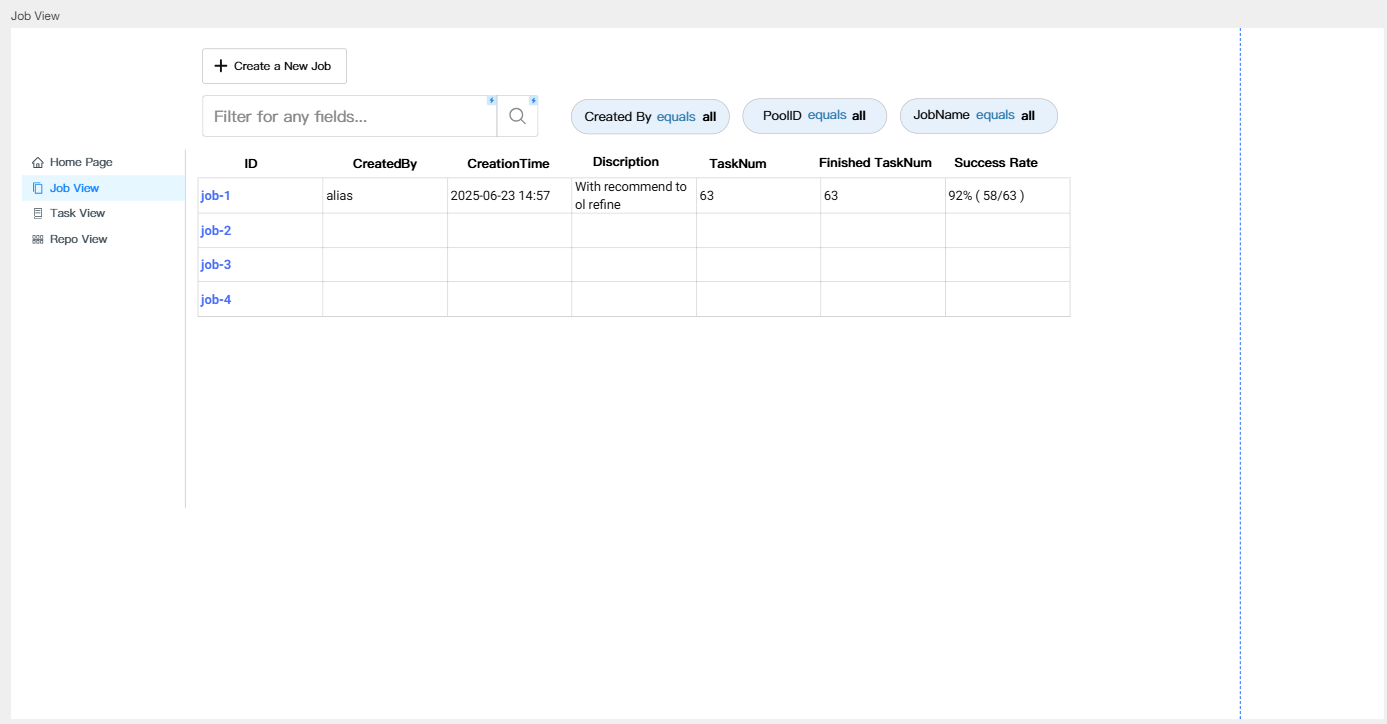 Job View
Create a New Job
Filter for any fields...
Created By equals all
PoolID equals all
JobName equals all
Home Page
Job View
Task View
Repo View
ID CreatedBy CreationTime Discription TaskNum Finished TaskNum Success Rate
job-1 alias 2025-06-23 14:57 With recommend to
ol refine 63 63 92% ( 58/63 )
job-2
job-3
job-4